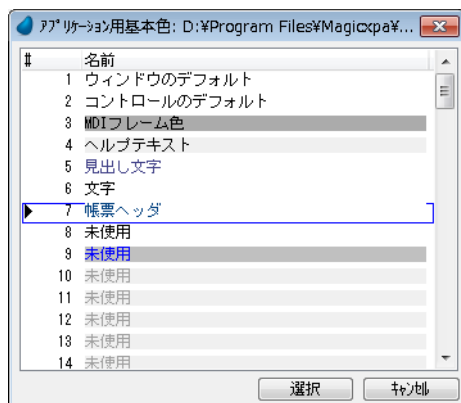 ｱﾌﾟﾘｹｰｼｮﾝ用基本色: D:¥Program Files¥Magicxpa¥...
# 名前
1 ウィンドウのデフォルト
2 コントロールのデフォルト
3 MDIフレーム色
4 ヘルプテキスト
5 見出し文字
6 文字
7 帳票ヘッダ
8 未使用
9 未使用
10 未使用
11 未使用
12 未使用
13 未使用
14 未使用
選択 ｷｬﾝｾﾙ